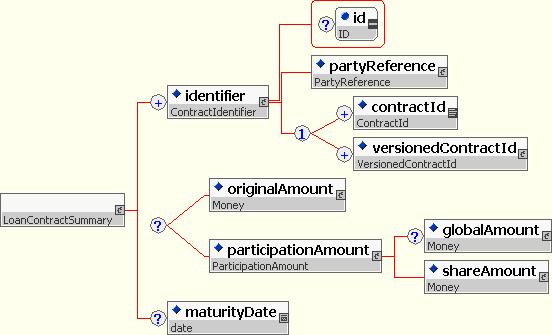 ?
id
ID
partyReference
PartyReference
+
identifier
ContractIdentifier
1
+
contractId
ContractId
+
versionedContractId
VersionedContractId
LoanContractSummary
?
originalAmount
Money
participationAmount
ParticipationAmount
?
globalAmount
Money
shareAmount
Money
?
maturityDate
date